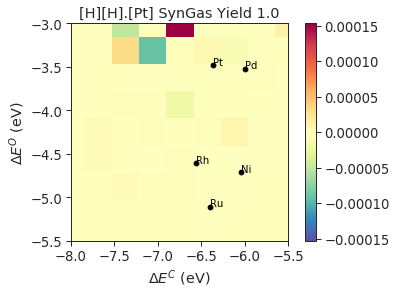 [H][H].[Pt] SynGas Yield 1.0
−3.0
−3.5
−4.0
−4.5
−5.0
−5.5
ΔE^O (eV)
Pt
Pd
Rh
Ni
Ru
−8.0 −7.5 −7.0 −6.5 −6.0 −5.5
ΔE^C (eV)
0.00015
0.00010
0.00005
0.00000
−0.00005
−0.00010
−0.00015